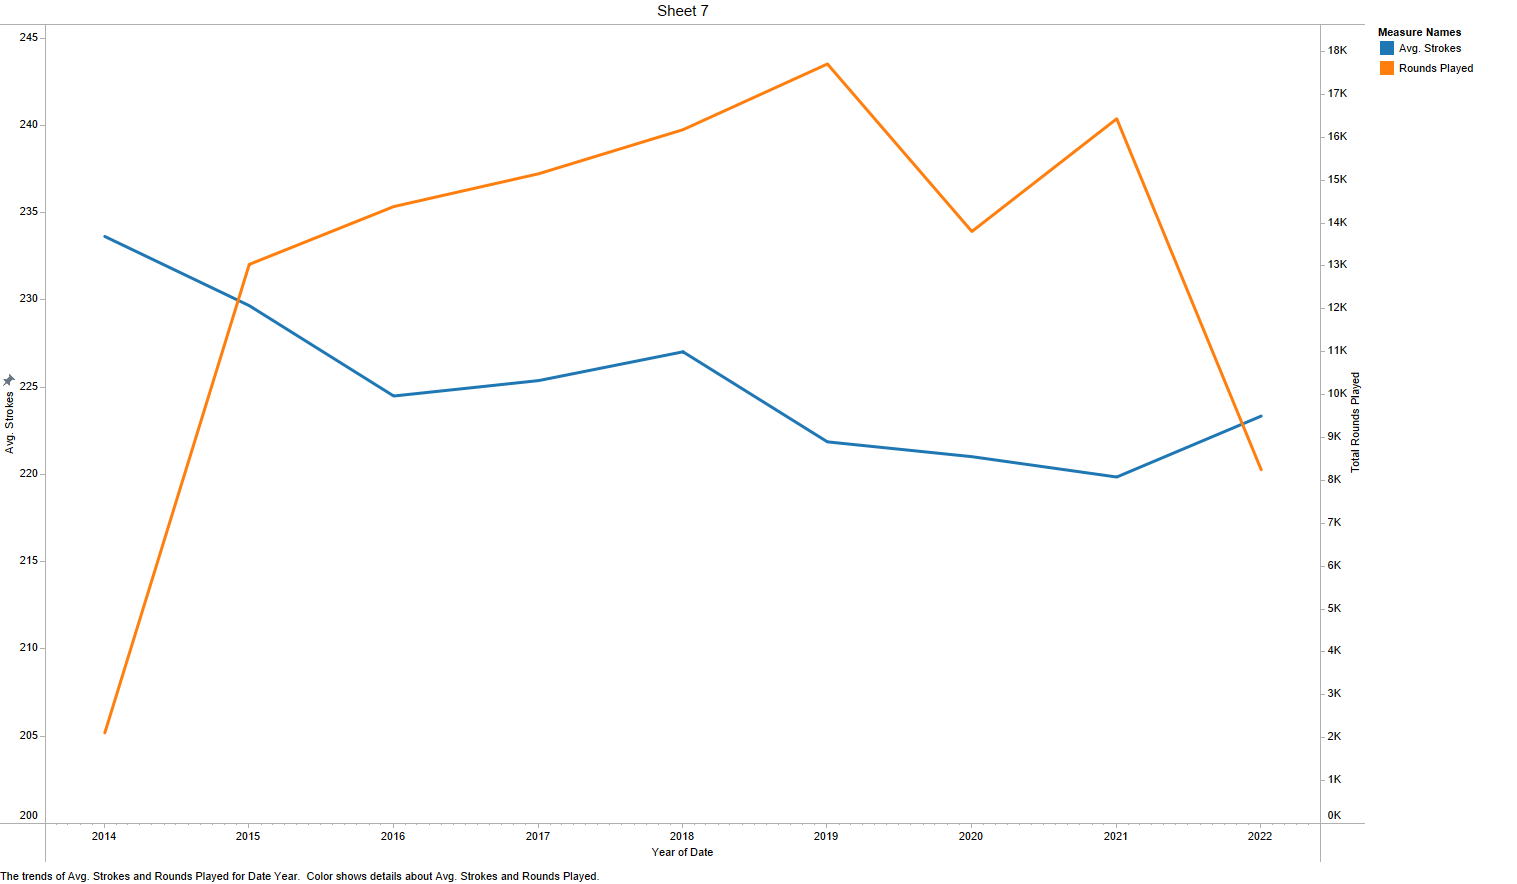 Sheet 7
Measure Names
Avg. Strokes
Rounds Played
245
240
235
230
225
220
215
210
205
200
Avg. Strokes
18K
17K
16K
15K
14K
13K
12K
11K
10K
9K
8K
7K
6K
5K
4K
3K
2K
1K
0K
Total Rounds Played
2014 2015 2016 2017 2018 2019 2020 2021 2022
Year of Date
The trends of Avg. Strokes and Rounds Played for Date Year.  Color shows details about Avg. Strokes and Rounds Played.